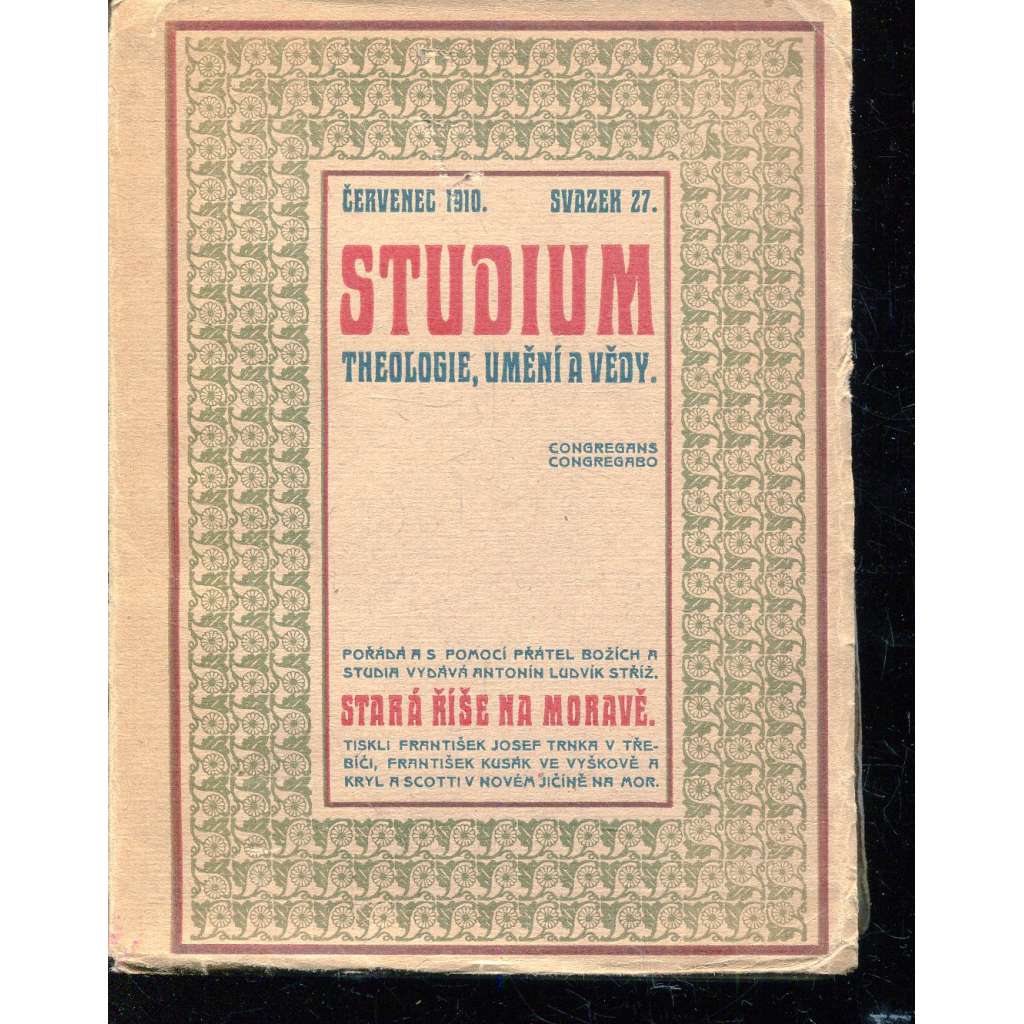 ČERVENEC 1910. SVAZEK 27.
STUDIUM
THEOLOGIE, UMĚNÍ A VĚDY.
CONGREGANS
CONGREGABO
POŘÁDÁ A S POMOCÍ PŘÁTEL BOŽÍCH A
STUDIA VYDÁVÁ ANTONÍN LUDVÍK STŘÍŽ.
STARÁ ŘÍŠE NA MORAVĚ.
TISKLI FRANTIŠEK JOSEF TRNKA V TŘE-
BÍČI, FRANTIŠEK KUSÁK VE VYŠKOVĚ A
KRYL A SCOTTI V NOVÉM JIČÍNĚ NA MOR.